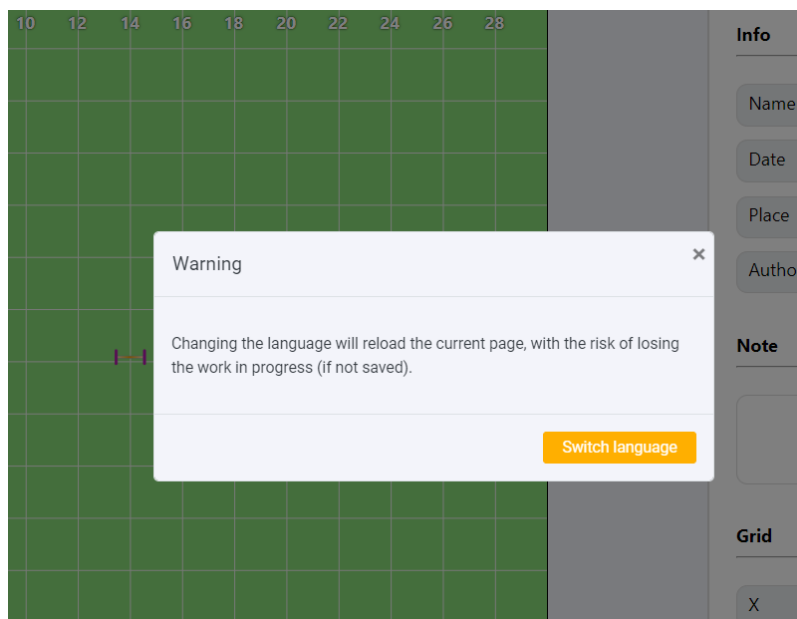 10 12 14 16 18 20 22 24 26 28
Info
Name
Date
Place
Autho
Note
Grid
X
Warning
×
Changing the language will reload the current page, with the risk of losing
the work in progress (if not saved).
Switch language